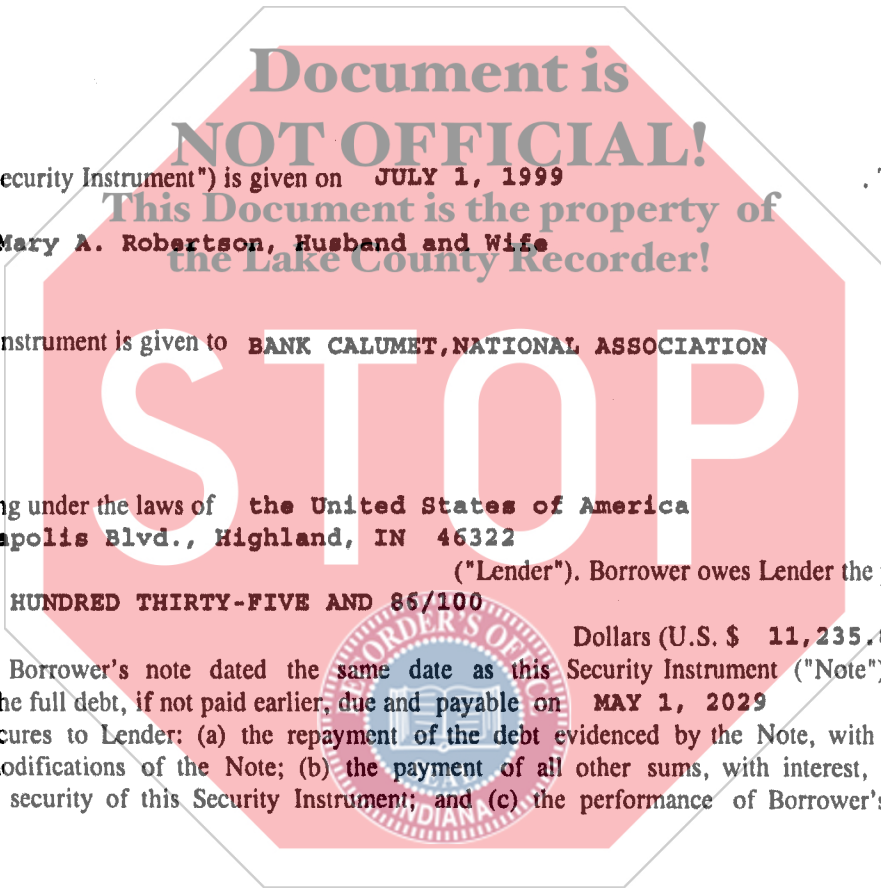 Document is
NOT OFFICIAL!
ecurity Instrument") is given on JULY 1, 1999 .
This Document is the property of
Mary A. Robertson, Husband and Wife
the Lake County Recorder!
nstrument is given to BANK CALUMET,NATIONAL ASSOCIATION
STOP
ng under the laws of the United States of America
apolis Blvd., Highland, IN 46322
("Lender"). Borrower owes Lender the
HUNDRED THIRTY-FIVE AND 86/100
RECORDER'S OFFICE
Dollars (U.S. $ 11,235.
Borrower's note dated the same date as this Security Instrument ("Note")
he full debt, if not paid earlier, due and payable on MAY 1, 2029
cures to Lender: (a) the repayment of the debt evidenced by the Note, with
odifications of the Note; (b) the payment of all other sums, with interest,
security of this Security Instrument; and (c) the performance of Borrower's
INDIANA